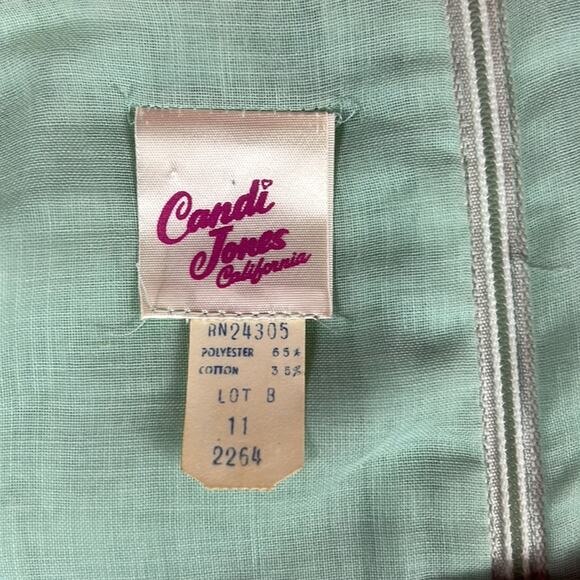 Candi
Jones
California
RN24305
POLYESTER 65%
COTTON 35%
LOT B
11
2264